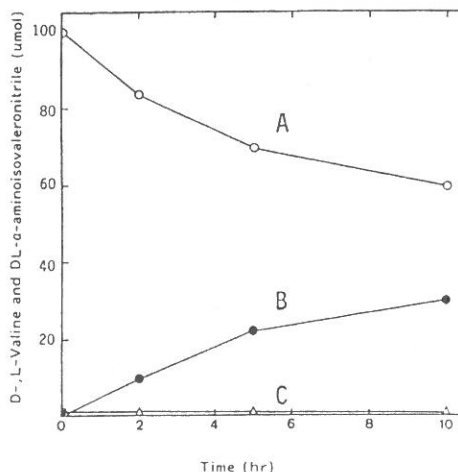 D-, L-Valine and DL-α-aminoisovaleronitrile (umol)
100
80
60
40
20
A
B
C
0 2 4 6 8 10
Time (hr)